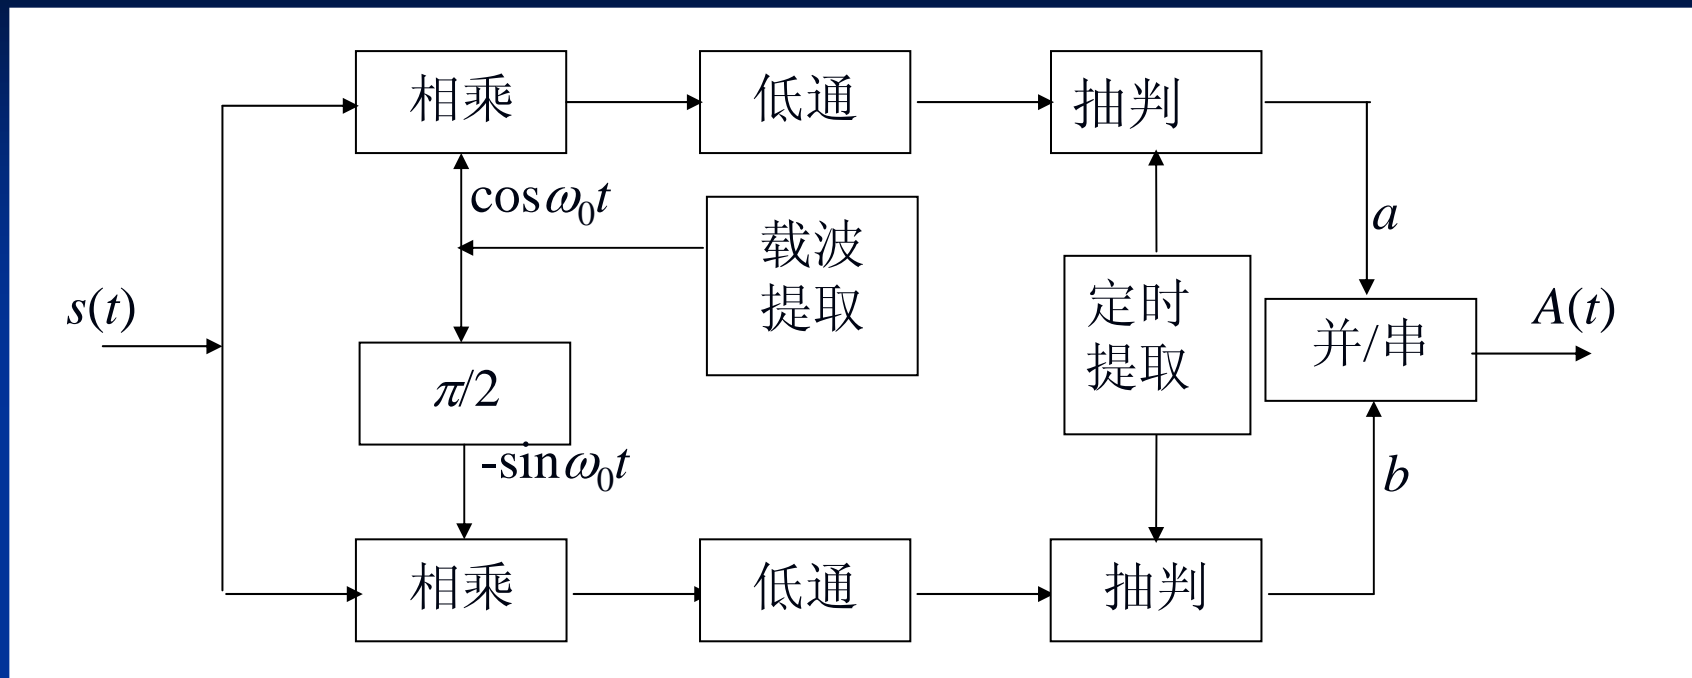 相乘
低通
抽判
cosω₀t
载波
提取
a
s(t)
定时
提取
A(t)
并/串
π/2
-sinω₀t
b
相乘
低通
抽判